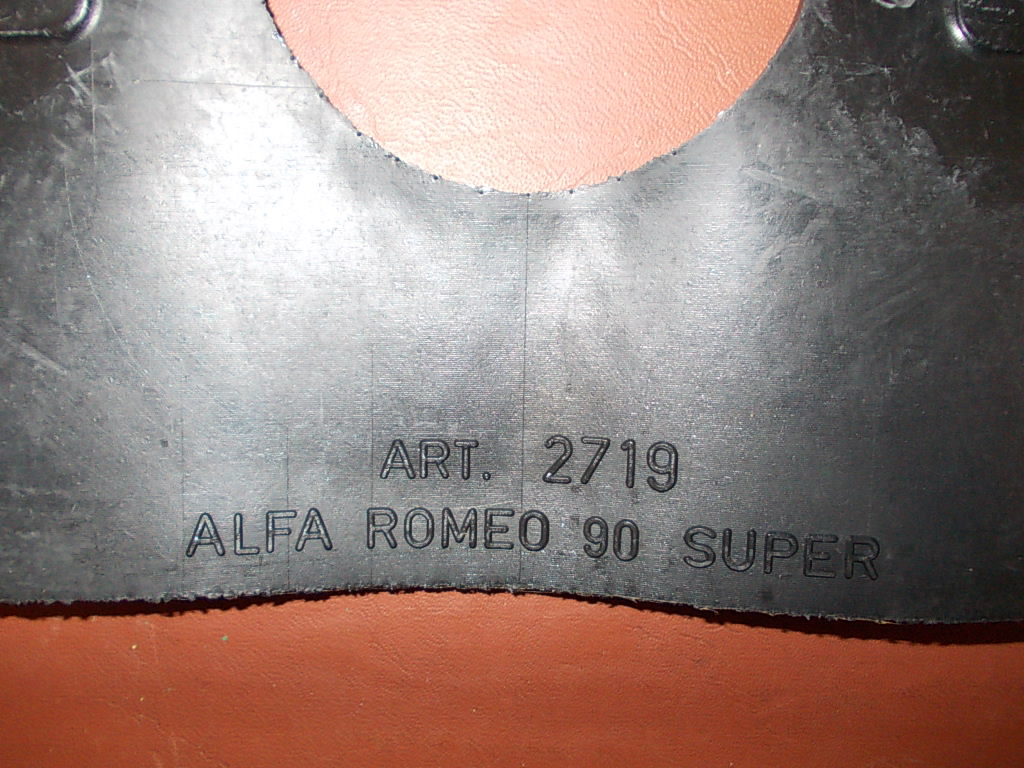 ART. 2719
ALFA ROMEO '90 SUPER